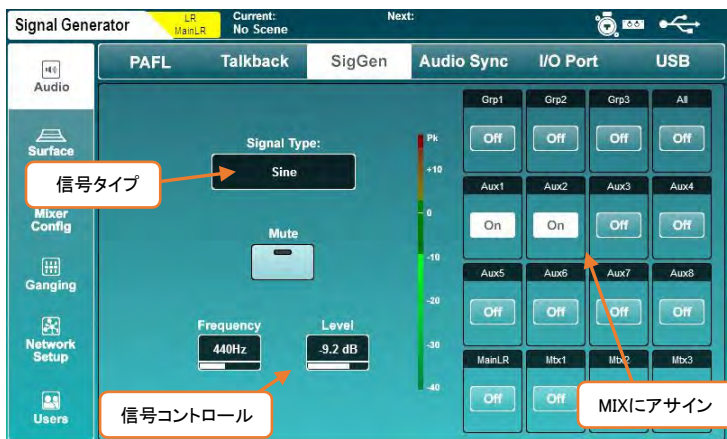 Signal Generator
LR
MainLR
Current:
No Scene
Next:
Audio
Surface
Mixer
Config
Ganging
Network
Setup
Users
PAFL
Talkback
SigGen
Audio Sync
I/O Port
USB
Signal Type:
Sine
Mute
Frequency
440Hz
Level
-9.2 dB
Pk
+10
0
-10
-20
-30
-40
Grp1
Grp2
Grp3
All
Off
Off
Off
Off
Aux1
Aux2
Aux3
Aux4
On
On
Off
Off
Aux5
Aux6
Aux7
Aux8
Off
Off
Off
Off
MainLR
Mtx1
Mtx2
Mtx3
Off
Off
信号タイプ
信号コントロール
MIXにアサイン